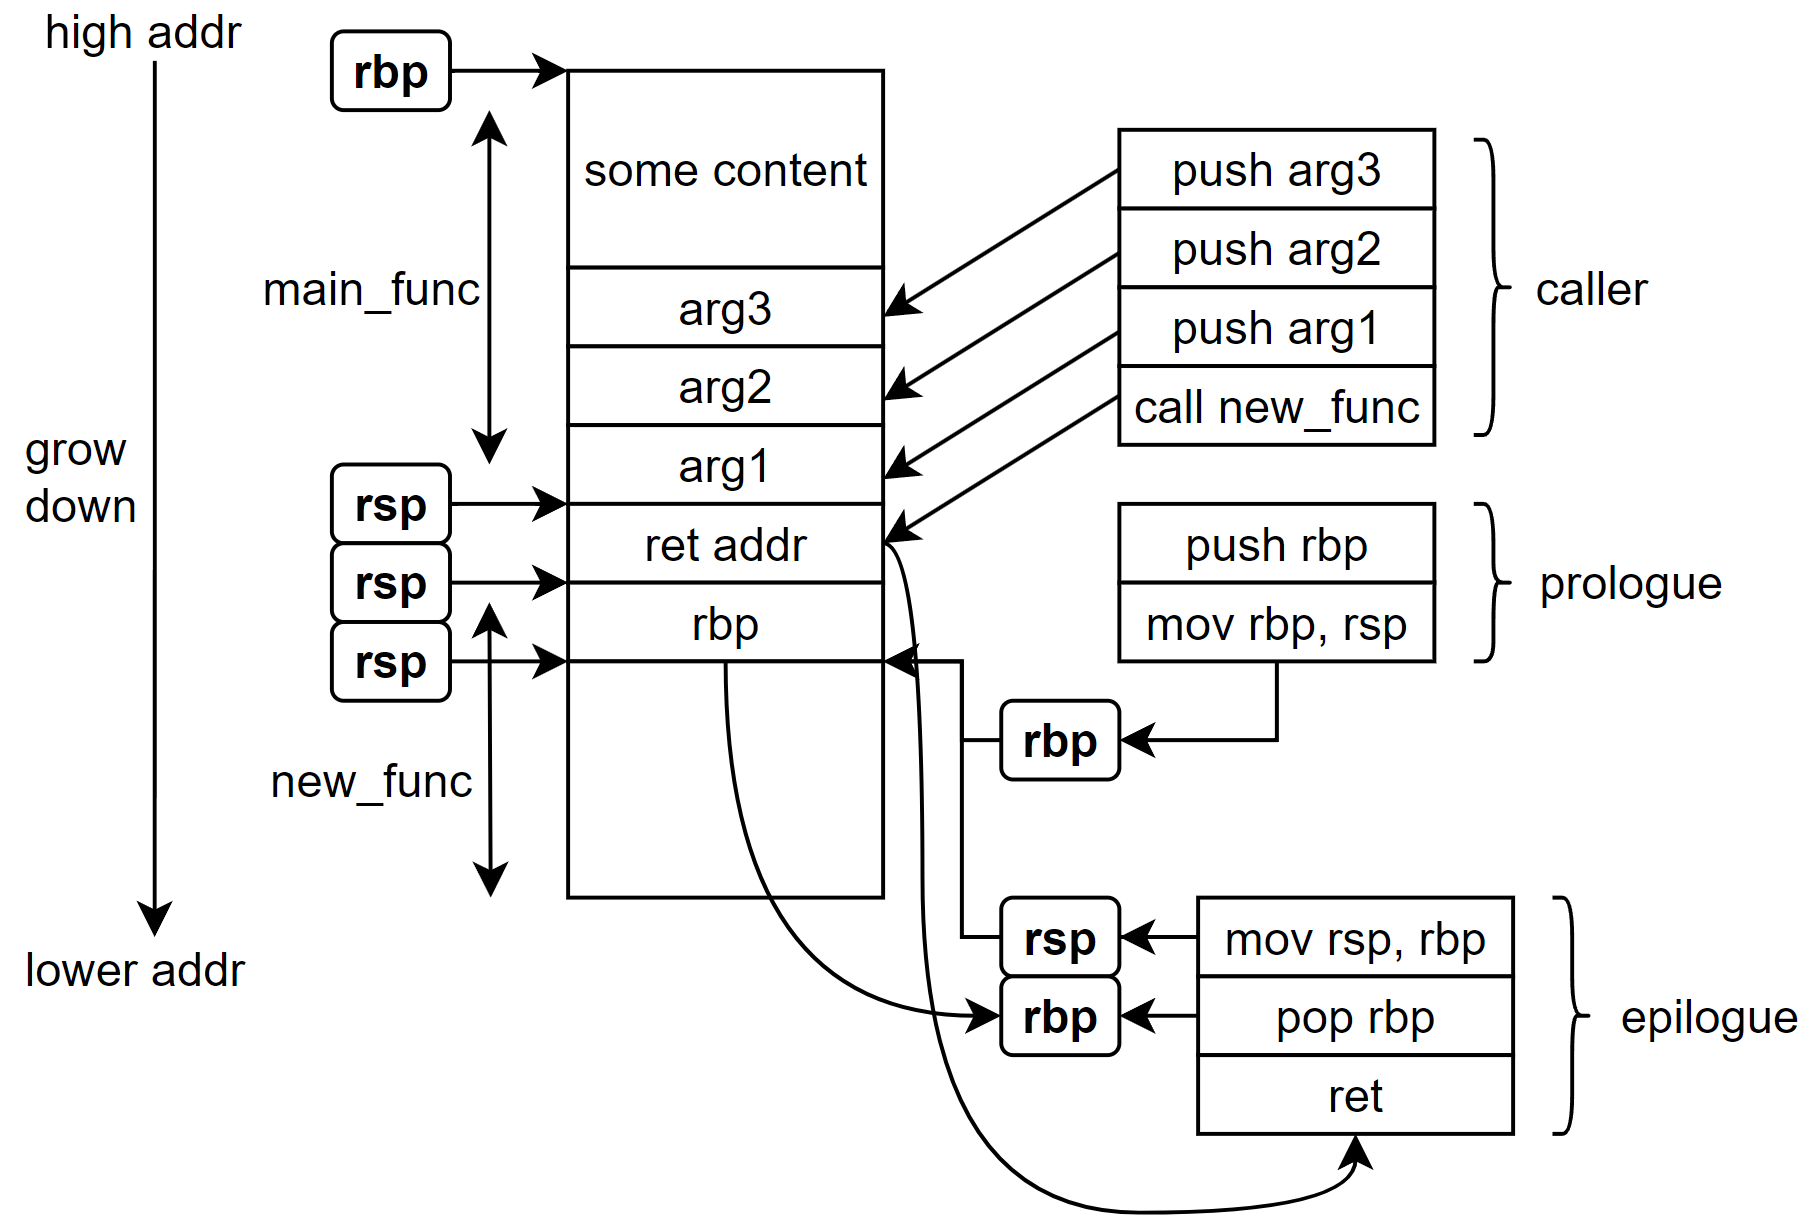 high addr
rbp
some content
push arg3
push arg2
main_func
arg3
push arg1
caller
arg2
call new_func
grow
down
arg1
rsp
ret addr
push rbp
rsp
rbp
mov rbp, rsp
prologue
rsp
rbp
new_func
rsp
mov rsp, rbp
lower addr
rbp
pop rbp
epilogue
ret